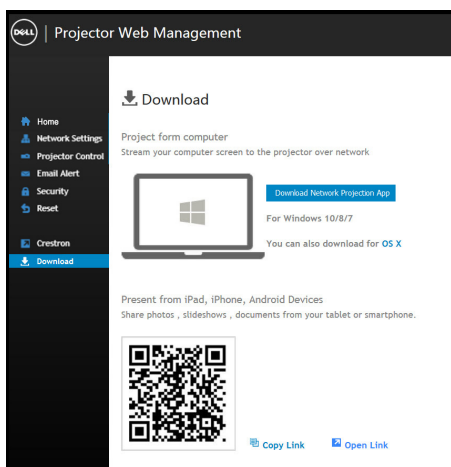 DELL | Projector Web Management
Download
Home
Network Settings
Projector Control
Email Alert
Security
Reset
Crestron
Download
Project form computer
Stream your computer screen to the projector over network
Download Network Projection App
For Windows 10/8/7
You can also download for OS X
Present from iPad, iPhone, Android Devices
Share photos , slideshows , documents from your tablet or smartphone.
Copy Link
Open Link